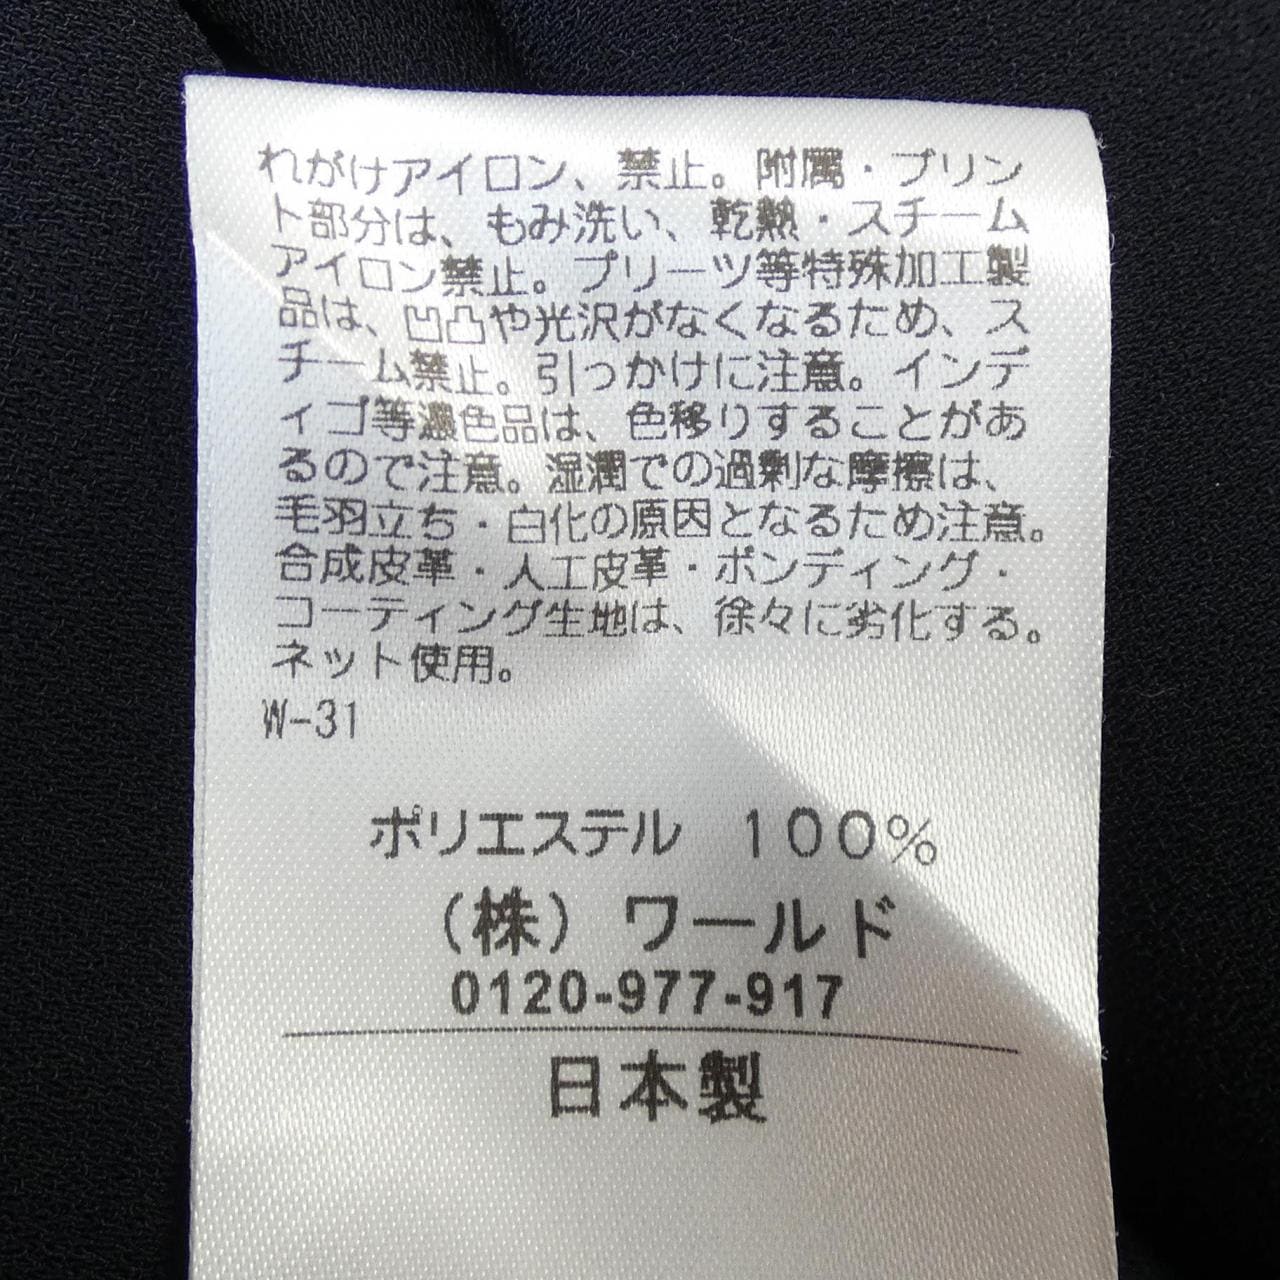 れがけアイロン、禁止。附属・プリン
ト部分は、もみ洗い、乾熱・スチーム
アイロン禁止。プリーツ等特殊加工製
品は、凹凸や光沢がなくなるため、ス
チーム禁止。引っかけに注意。インデ
ィゴ等濃色品は、色移りすることがあ
るので注意。湿潤での過剰な摩擦は、
毛羽立ち・白化の原因となるため注意。
合成皮革・人工皮革・ボンディング・
コーティング生地は、徐々に劣化する。
ネット使用。
W-31
ポリエステル 100%
(株)ワールド
0120-977-917
日本製